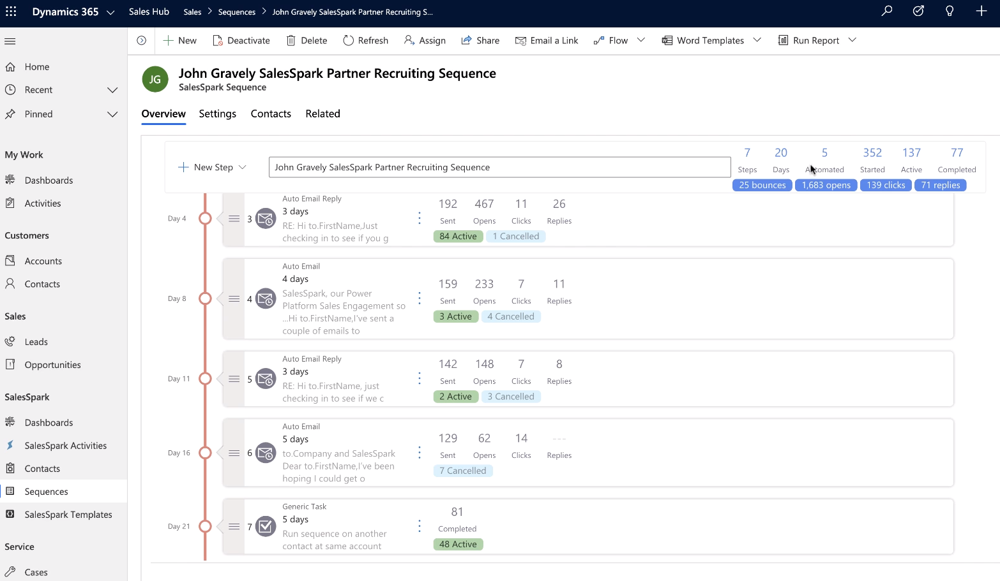 Dynamics 365 Sales Hub Sales > Sequences > John Gravely SalesSpark Partner Recruiting S...
New Deactivate Delete Refresh Assign Share Email a Link Flow Word Templates Run Report
Home
Recent
Pinned
My Work
Dashboards
Activities
Customers
Accounts
Contacts
Sales
Leads
Opportunities
SalesSpark
Dashboards
SalesSpark Activities
Contacts
Sequences
SalesSpark Templates
Service
Cases
JG
John Gravely SalesSpark Partner Recruiting Sequence
SalesSpark Sequence
Overview Settings Contacts Related
New Step
John Gravely SalesSpark Partner Recruiting Sequence
7 20 5 352 137 77
Steps Days Automated Started Active Completed
25 bounces 1,683 opens 139 clicks 71 replies
Day 4
3
Auto Email Reply
3 days
RE: Hi to.FirstName,Just
checking in to see if you g
192 467 11 26
Sent Opens Clicks Replies
84 Active 1 Cancelled
Day 8
4
Auto Email
4 days
SalesSpark, our Power
Platform Sales Engagement so
...Hi to.FirstName,I've sent a
couple of emails to
159 233 7 11
Sent Opens Clicks Replies
3 Active 4 Cancelled
Day 11
5
Auto Email Reply
3 days
RE: Hi to.FirstName, just
checking in to see if we c
142 148 7 8
Sent Opens Clicks Replies
2 Active 3 Cancelled
Day 16
6
Auto Email
5 days
to.Company and SalesSpark
Dear to.FirstName,I've been
hoping I could get o
129 62 14 ---
Sent Opens Clicks Replies
7 Cancelled
Day 21
7
Generic Task
5 days
Run sequence on another
contact at same account
81
Completed
48 Active